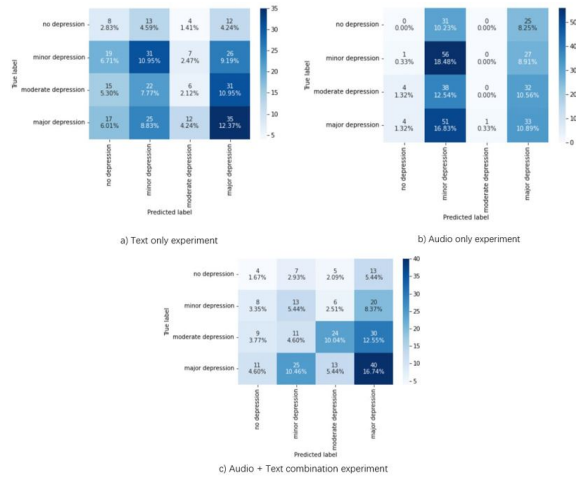 True label
no depression
8 13 4 12
2.83% 4.59% 1.41% 4.24%
minor depression
19 31 7 26
6.71% 10.95% 2.47% 9.19%
moderate depression
15 22 6 31
5.30% 7.77% 2.12% 10.95%
major depression
17 25 12 35
6.01% 8.83% 4.24% 12.37%
no depression
minor depression
moderate depression
major depression
Predicted label
35
30
25
20
15
10
5
a) Text only experiment
True label
no depression
0 31 0 25
0.00% 10.23% 0.00% 8.25%
minor depression
1 56 0 27
0.33% 18.48% 0.00% 8.91%
moderate depression
4 38 0 32
1.32% 12.54% 0.00% 10.56%
major depression
4 51 1 33
1.32% 16.83% 0.33% 10.89%
no depression
minor depression
moderate depression
major depression
Predicted label
50
40
30
20
10
0
b) Audio only experiment
True label
no depression
4 7 5 13
1.67% 2.93% 2.09% 5.44%
minor depression
8 13 6 20
3.35% 5.44% 2.51% 8.37%
moderate depression
9 11 24 30
3.77% 4.60% 10.04% 12.55%
major depression
11 25 13 40
4.60% 10.46% 5.44% 16.74%
no depression
minor depression
moderate depression
major depression
Predicted label
40
35
30
25
20
15
10
5
c) Audio + Text combination experiment